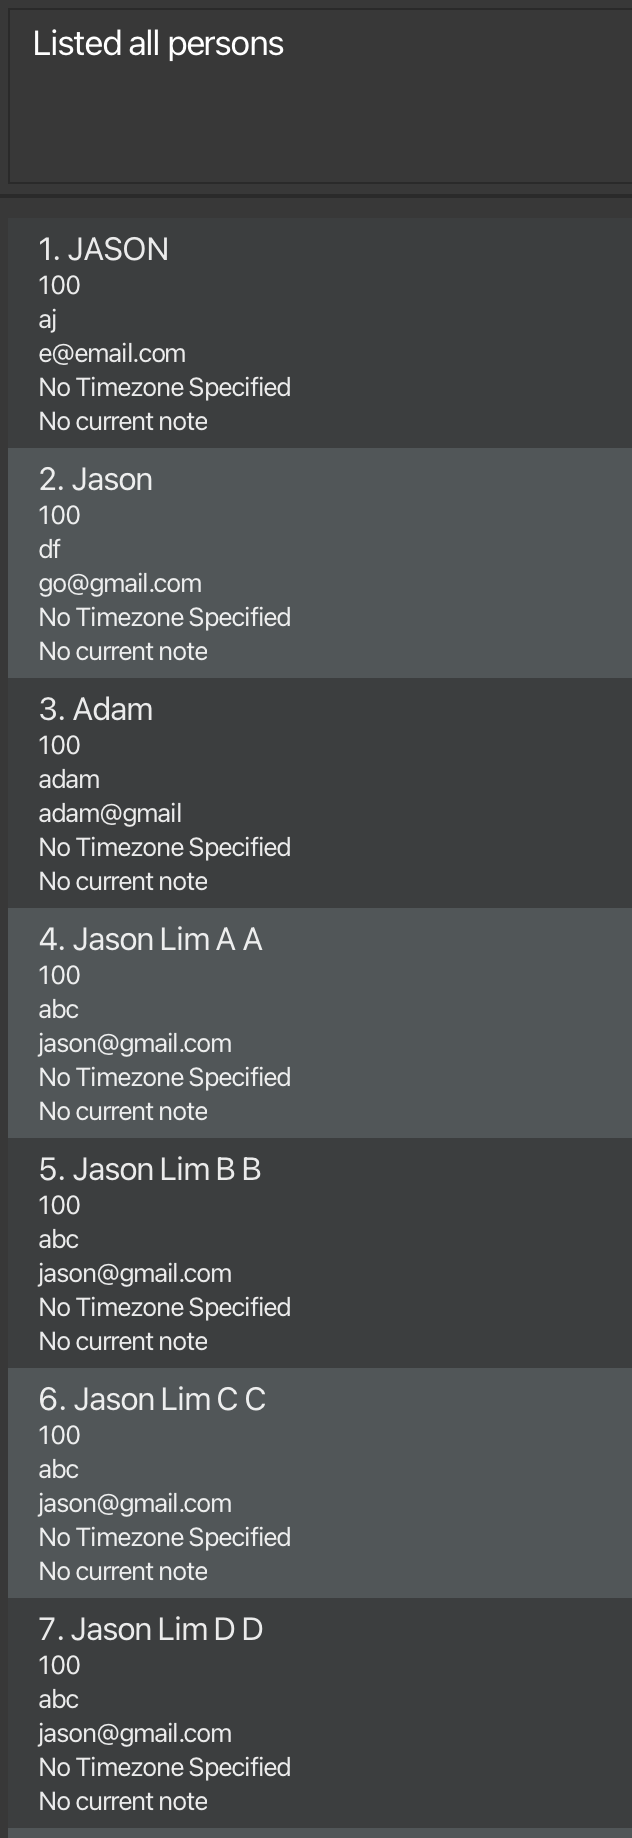 Listed all persons
1. JASON
100
aj
e@email.com
No Timezone Specified
No current note
2. Jason
100
df
go@gmail.com
No Timezone Specified
No current note
3. Adam
100
adam
adam@gmail
No Timezone Specified
No current note
4. Jason Lim A A
100
abc
jason@gmail.com
No Timezone Specified
No current note
5. Jason Lim B B
100
abc
jason@gmail.com
No Timezone Specified
No current note
6. Jason Lim C C
100
abc
jason@gmail.com
No Timezone Specified
No current note
7. Jason Lim D D
100
abc
jason@gmail.com
No Timezone Specified
No current note